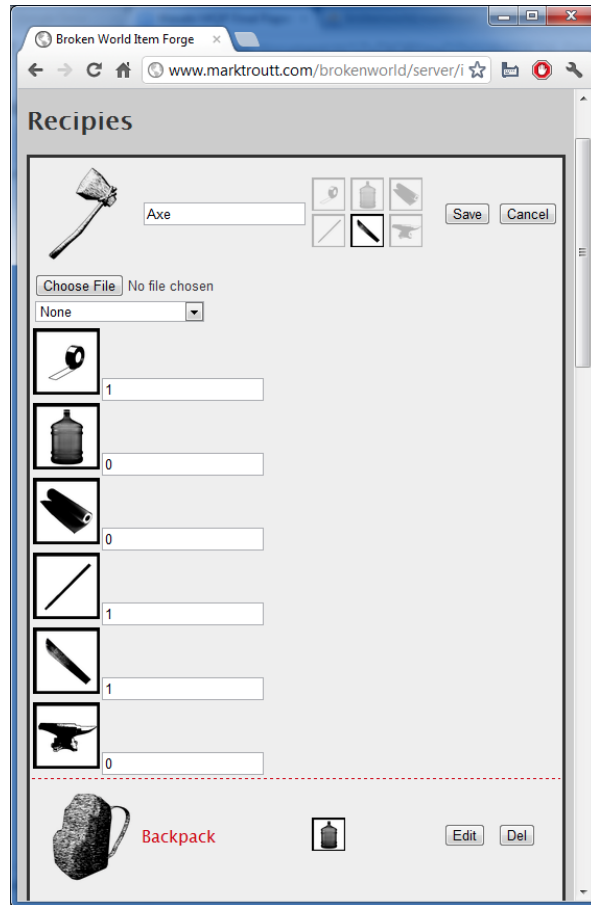 Broken World Item Forge
www.marktroutt.com/brokenworld/server/i
Recipies
Axe
Save Cancel
Choose File No file chosen
None
1
0
0
1
1
0
Backpack
Edit Del